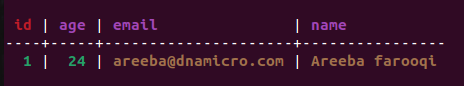 id | age | email | name
----+-----+---------------------+----------------
1 | 24 | areeba@dnamicro.com | Areeba farooqi